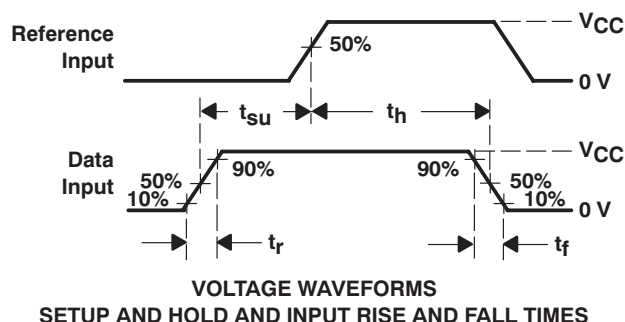 Reference
Input
50%
VCC
0 V
tsu
th
Data
Input
50%
10%
90%
90%
VCC
50%
10%
0 V
tr
tf
VOLTAGE WAVEFORMS
SETUP AND HOLD AND INPUT RISE AND FALL TIMES